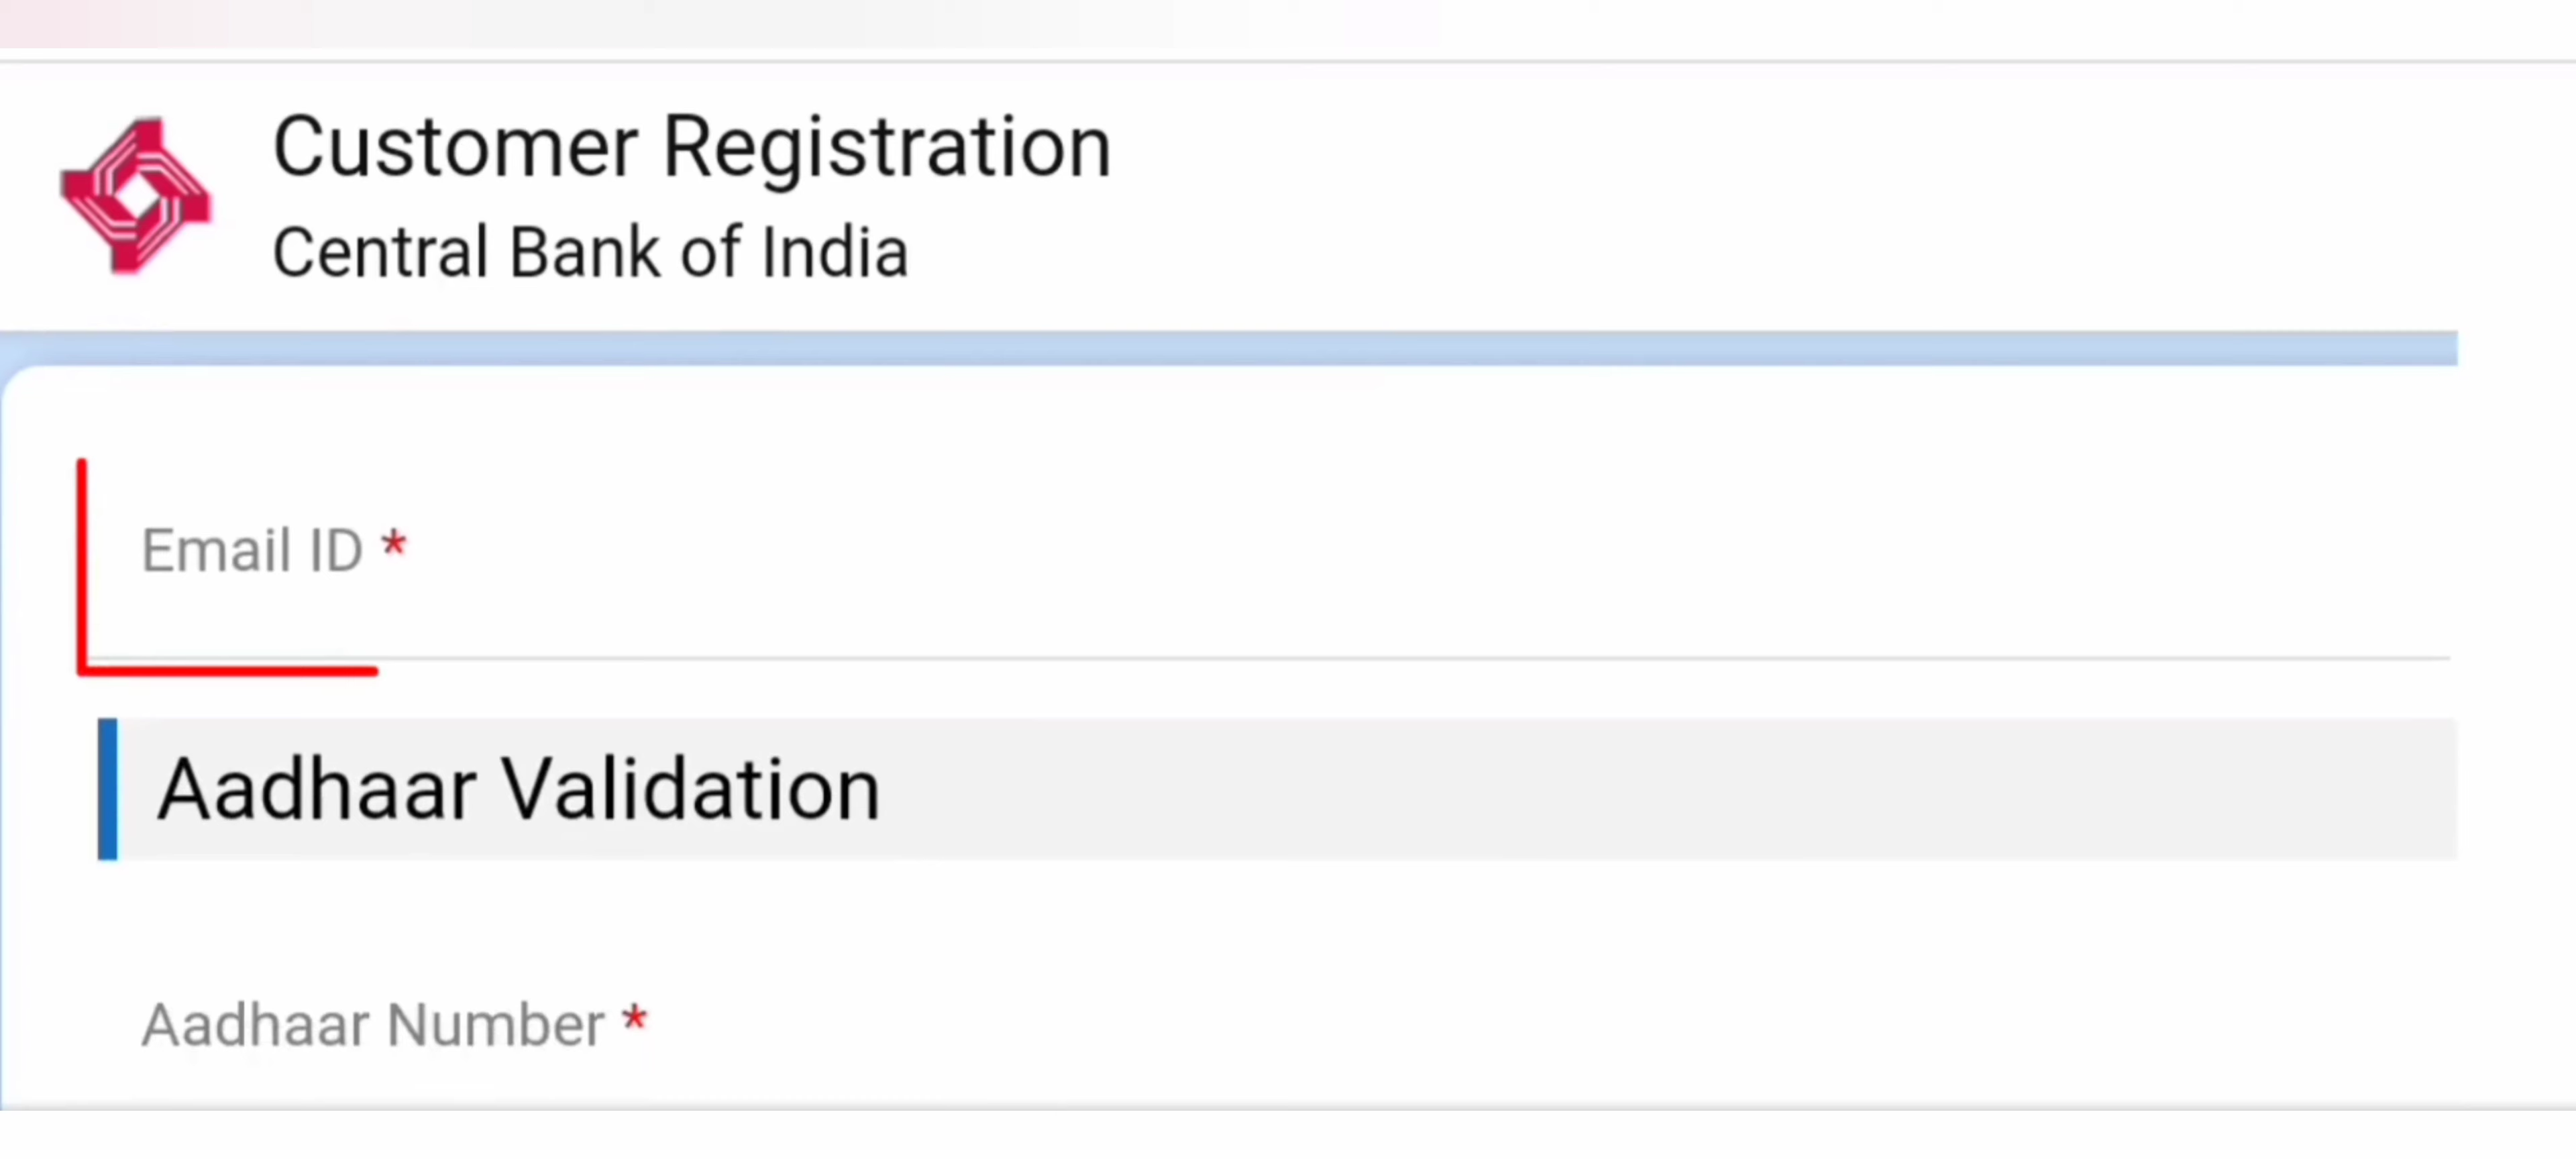 Customer Registration
Central Bank of India
Email ID *
Aadhaar Validation
Aadhaar Number *